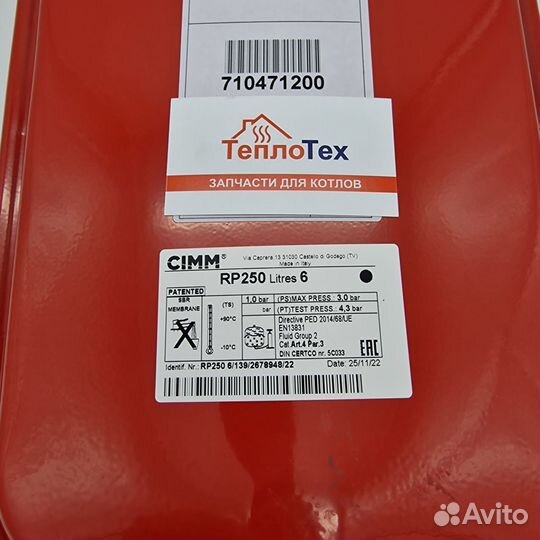 710471200
ТеплоТех
ЗАПЧАСТИ ДЛЯ КОТЛОВ
CIMM® Via Caprera,13 31030 Castello di Godego (TV)
Made in Italy
RP250 Litres 6
PATENTED
SBR
MEMBRANE
(TS)
+90°C
-10°C
1.0 bar
bar
(PS)MAX PRESS.: 3.0 bar
(PT)TEST PRESS.: 4,3 bar
Directive PED 2014/68/UE
EN13831
Fluid Group 2
Cat Art.4 Par.3
DIN CERTCO nr. 5C033
EAC
Identif. Nr.: RP250 6/139/2678948/22 Date: 25/11/22
Avito